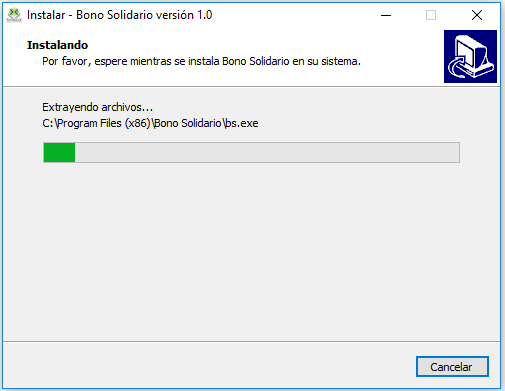 Instalar - Bono Solidario versión 1.0
Instalando
Por favor, espere mientras se instala Bono Solidario en su sistema.
Extrayendo archivos...
C:\Program Files (x86)\Bono Solidario\bs.exe
Cancelar